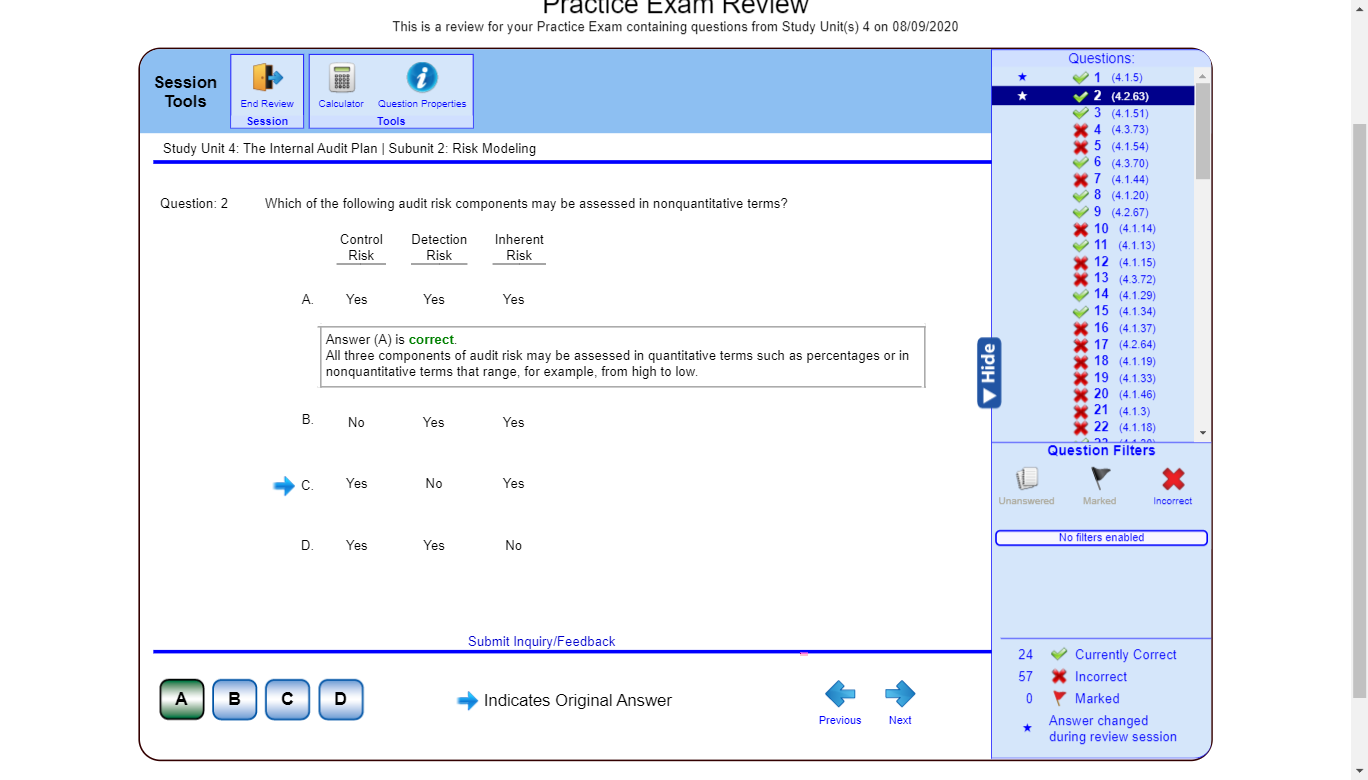 Practice Exam Review
This is a review for your Practice Exam containing questions from Study Unit(s) 4 on 08/09/2020
Session
Tools
End Review
Session
Calculator
Question Properties
Tools
Study Unit 4: The Internal Audit Plan | Subunit 2: Risk Modeling
Question: 2
Which of the following audit risk components may be assessed in nonquantitative terms?
Control Risk
Detection Risk
Inherent Risk
A. Yes Yes Yes
Answer (A) is correct.
All three components of audit risk may be assessed in quantitative terms such as percentages or in
nonquantitative terms that range, for example, from high to low.
B. No Yes Yes
C. Yes No Yes
D. Yes Yes No
Submit Inquiry/Feedback
A B C D
Indicates Original Answer
Previous
Next
Hide
Questions:
1 (4.1.5)
2 (4.2.63)
3 (4.1.51)
4 (4.3.73)
5 (4.1.54)
6 (4.3.70)
7 (4.1.44)
8 (4.1.20)
9 (4.2.67)
10 (4.1.14)
11 (4.1.13)
12 (4.1.15)
13 (4.3.72)
14 (4.1.29)
15 (4.1.34)
16 (4.1.37)
17 (4.2.64)
18 (4.1.19)
19 (4.1.33)
20 (4.1.46)
21 (4.1.3)
22 (4.1.18)
Question Filters
Unanswered
Marked
Incorrect
No filters enabled
24 Currently Correct
57 Incorrect
0 Marked
Answer changed
during review session